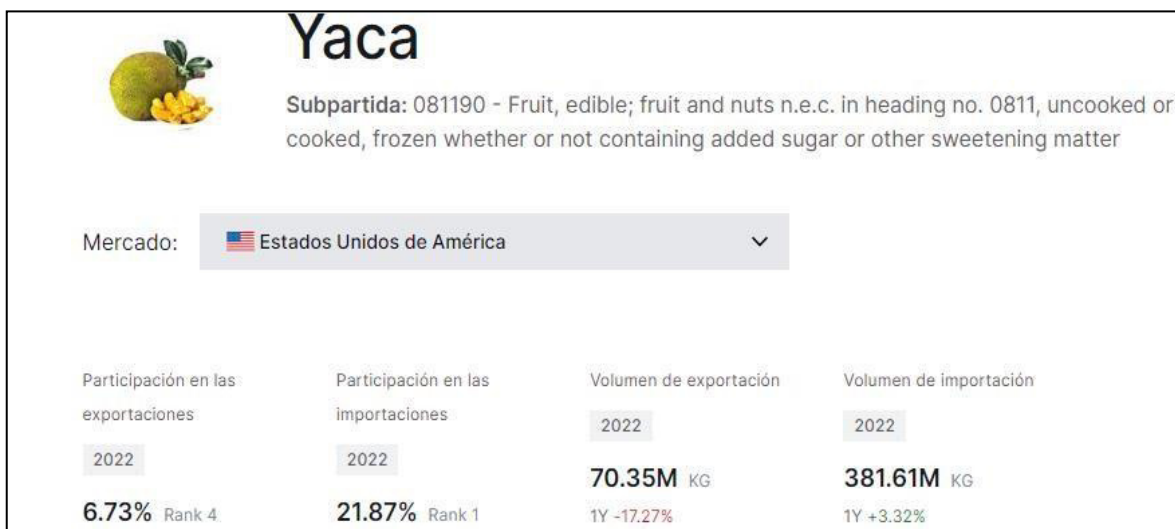 Yaca
Subpartida: 081190 - Fruit, edible; fruit and nuts n.e.c. in heading no. 0811, uncooked or
cooked, frozen whether or not containing added sugar or other sweetening matter
Mercado: Estados Unidos de América
Participación en las
exportaciones
2022
6.73% Rank 4
Participación en las
importaciones
2022
21.87% Rank 1
Volumen de exportación
2022
70.35M KG
1Y -17.27%
Volumen de importación
2022
381.61M KG
1Y +3.32%